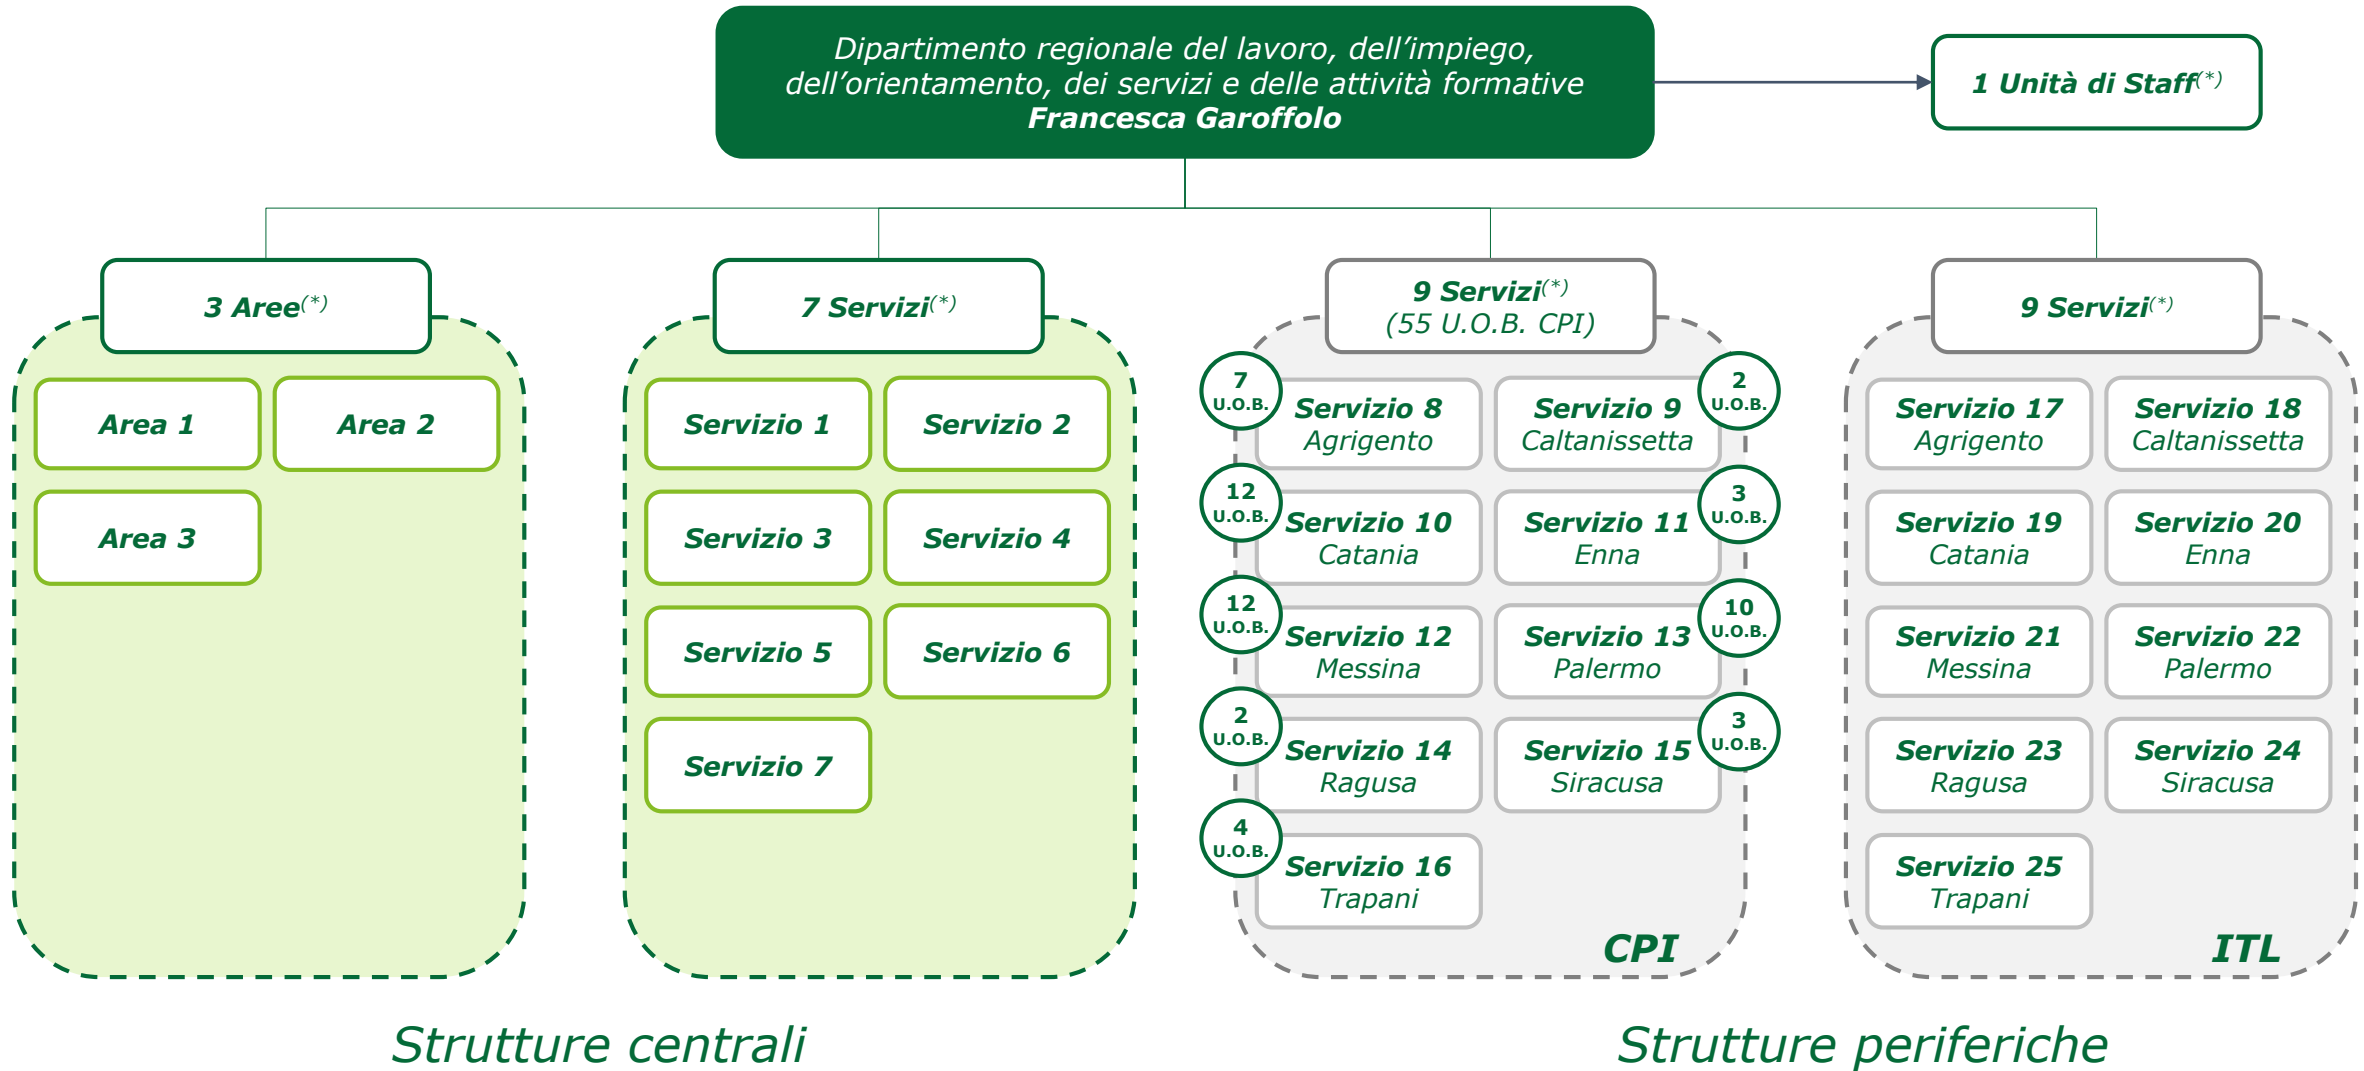 Dipartimento regionale del lavoro, dell’impiego,
dell’orientamento, dei servizi e delle attività formative
Francesca Garoffolo
1 Unità di Staff(*)
3 Aree(*)
Area 1
Area 2
Area 3
7 Servizi(*)
Servizio 1
Servizio 2
Servizio 3
Servizio 4
Servizio 5
Servizio 6
Servizio 7
9 Servizi(*)
(55 U.O.B. CPI)
7
U.O.B.
Servizio 8
Agrigento
Servizio 9
Caltanissetta
2
U.O.B.
12
U.O.B.
Servizio 10
Catania
Servizio 11
Enna
3
U.O.B.
12
U.O.B.
Servizio 12
Messina
Servizio 13
Palermo
10
U.O.B.
2
U.O.B.
Servizio 14
Ragusa
Servizio 15
Siracusa
3
U.O.B.
4
U.O.B.
Servizio 16
Trapani
CPI
9 Servizi(*)
Servizio 17
Agrigento
Servizio 18
Caltanissetta
Servizio 19
Catania
Servizio 20
Enna
Servizio 21
Messina
Servizio 22
Palermo
Servizio 23
Ragusa
Servizio 24
Siracusa
Servizio 25
Trapani
ITL
Strutture centrali
Strutture periferiche